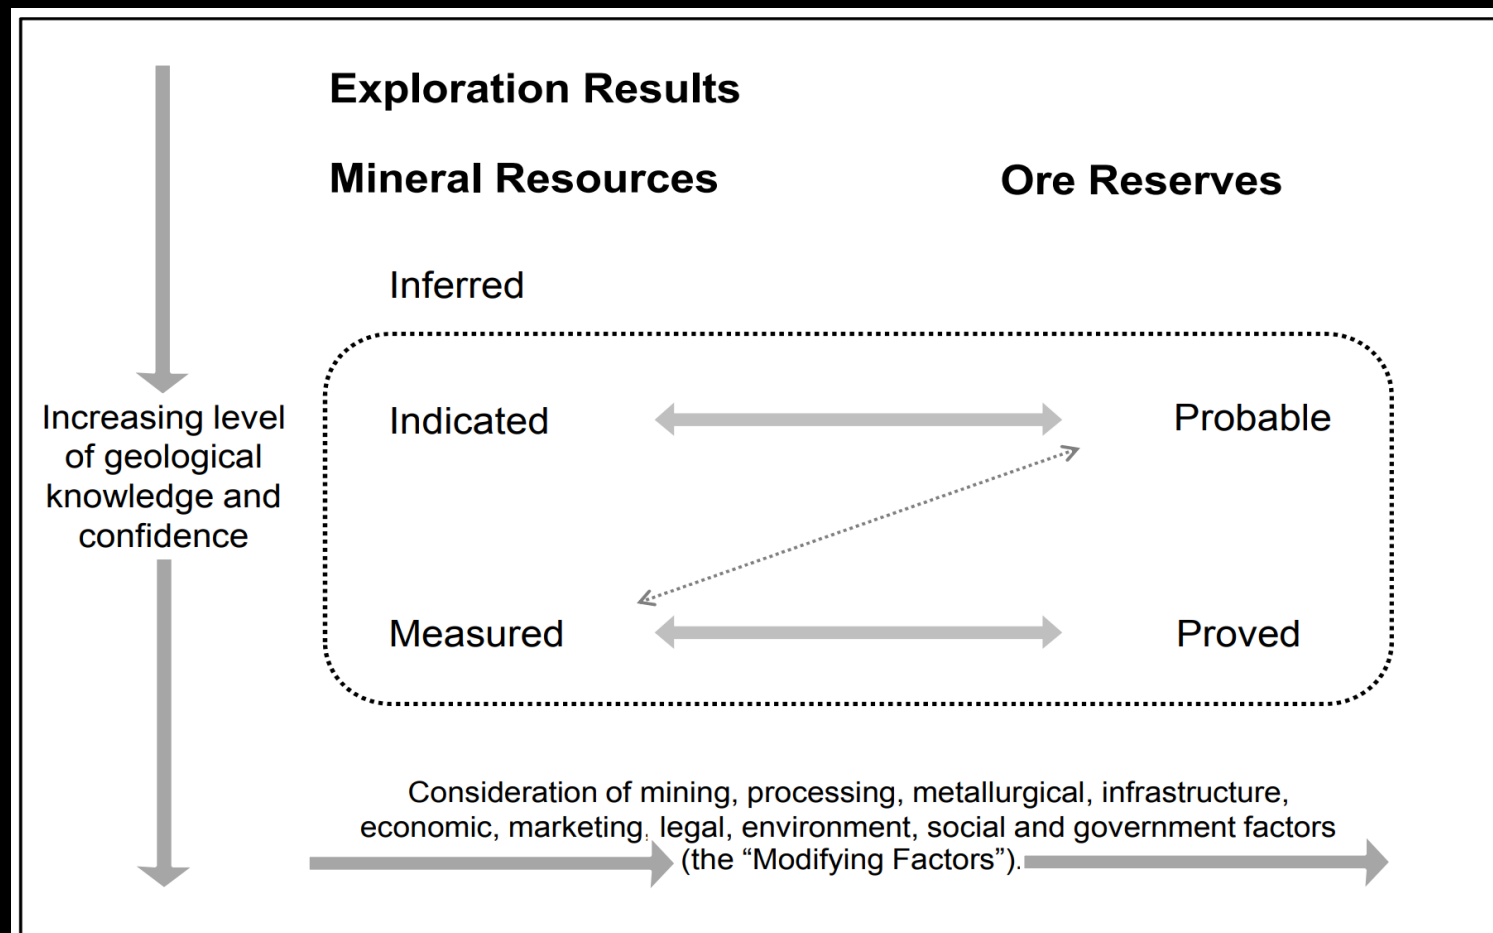 Exploration Results
Mineral Resources
Ore Reserves
Inferred
Indicated
Probable
Increasing level
of geological
knowledge and
confidence
Measured
Proved
Consideration of mining, processing, metallurgical, infrastructure,
economic, marketing, legal, environment, social and government factors
(the “Modifying Factors”).